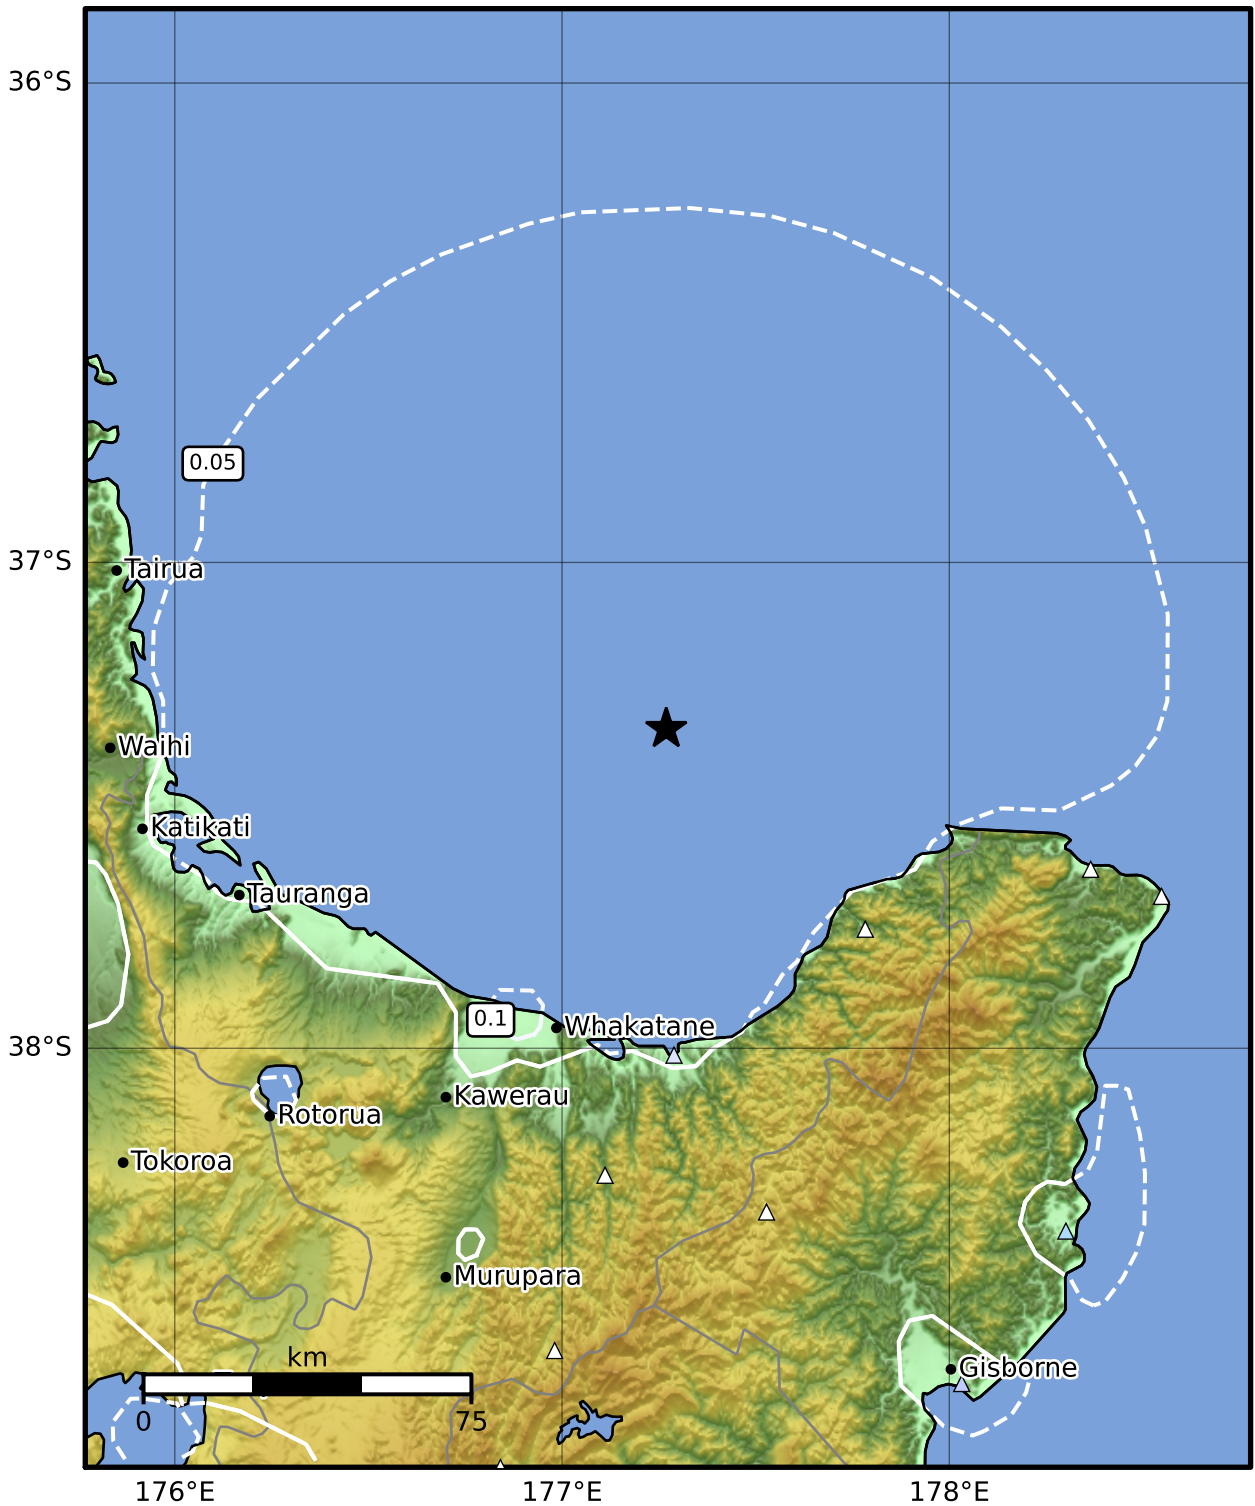 36°S
0.05
37°S
Tairua
Waihi
Katikati
Tauranga
0.1
Whakatane
38°S
Kawerau
Rotorua
Tokoroa
Murupara
km
Gisborne
0
75
176°E
177°E
178°E